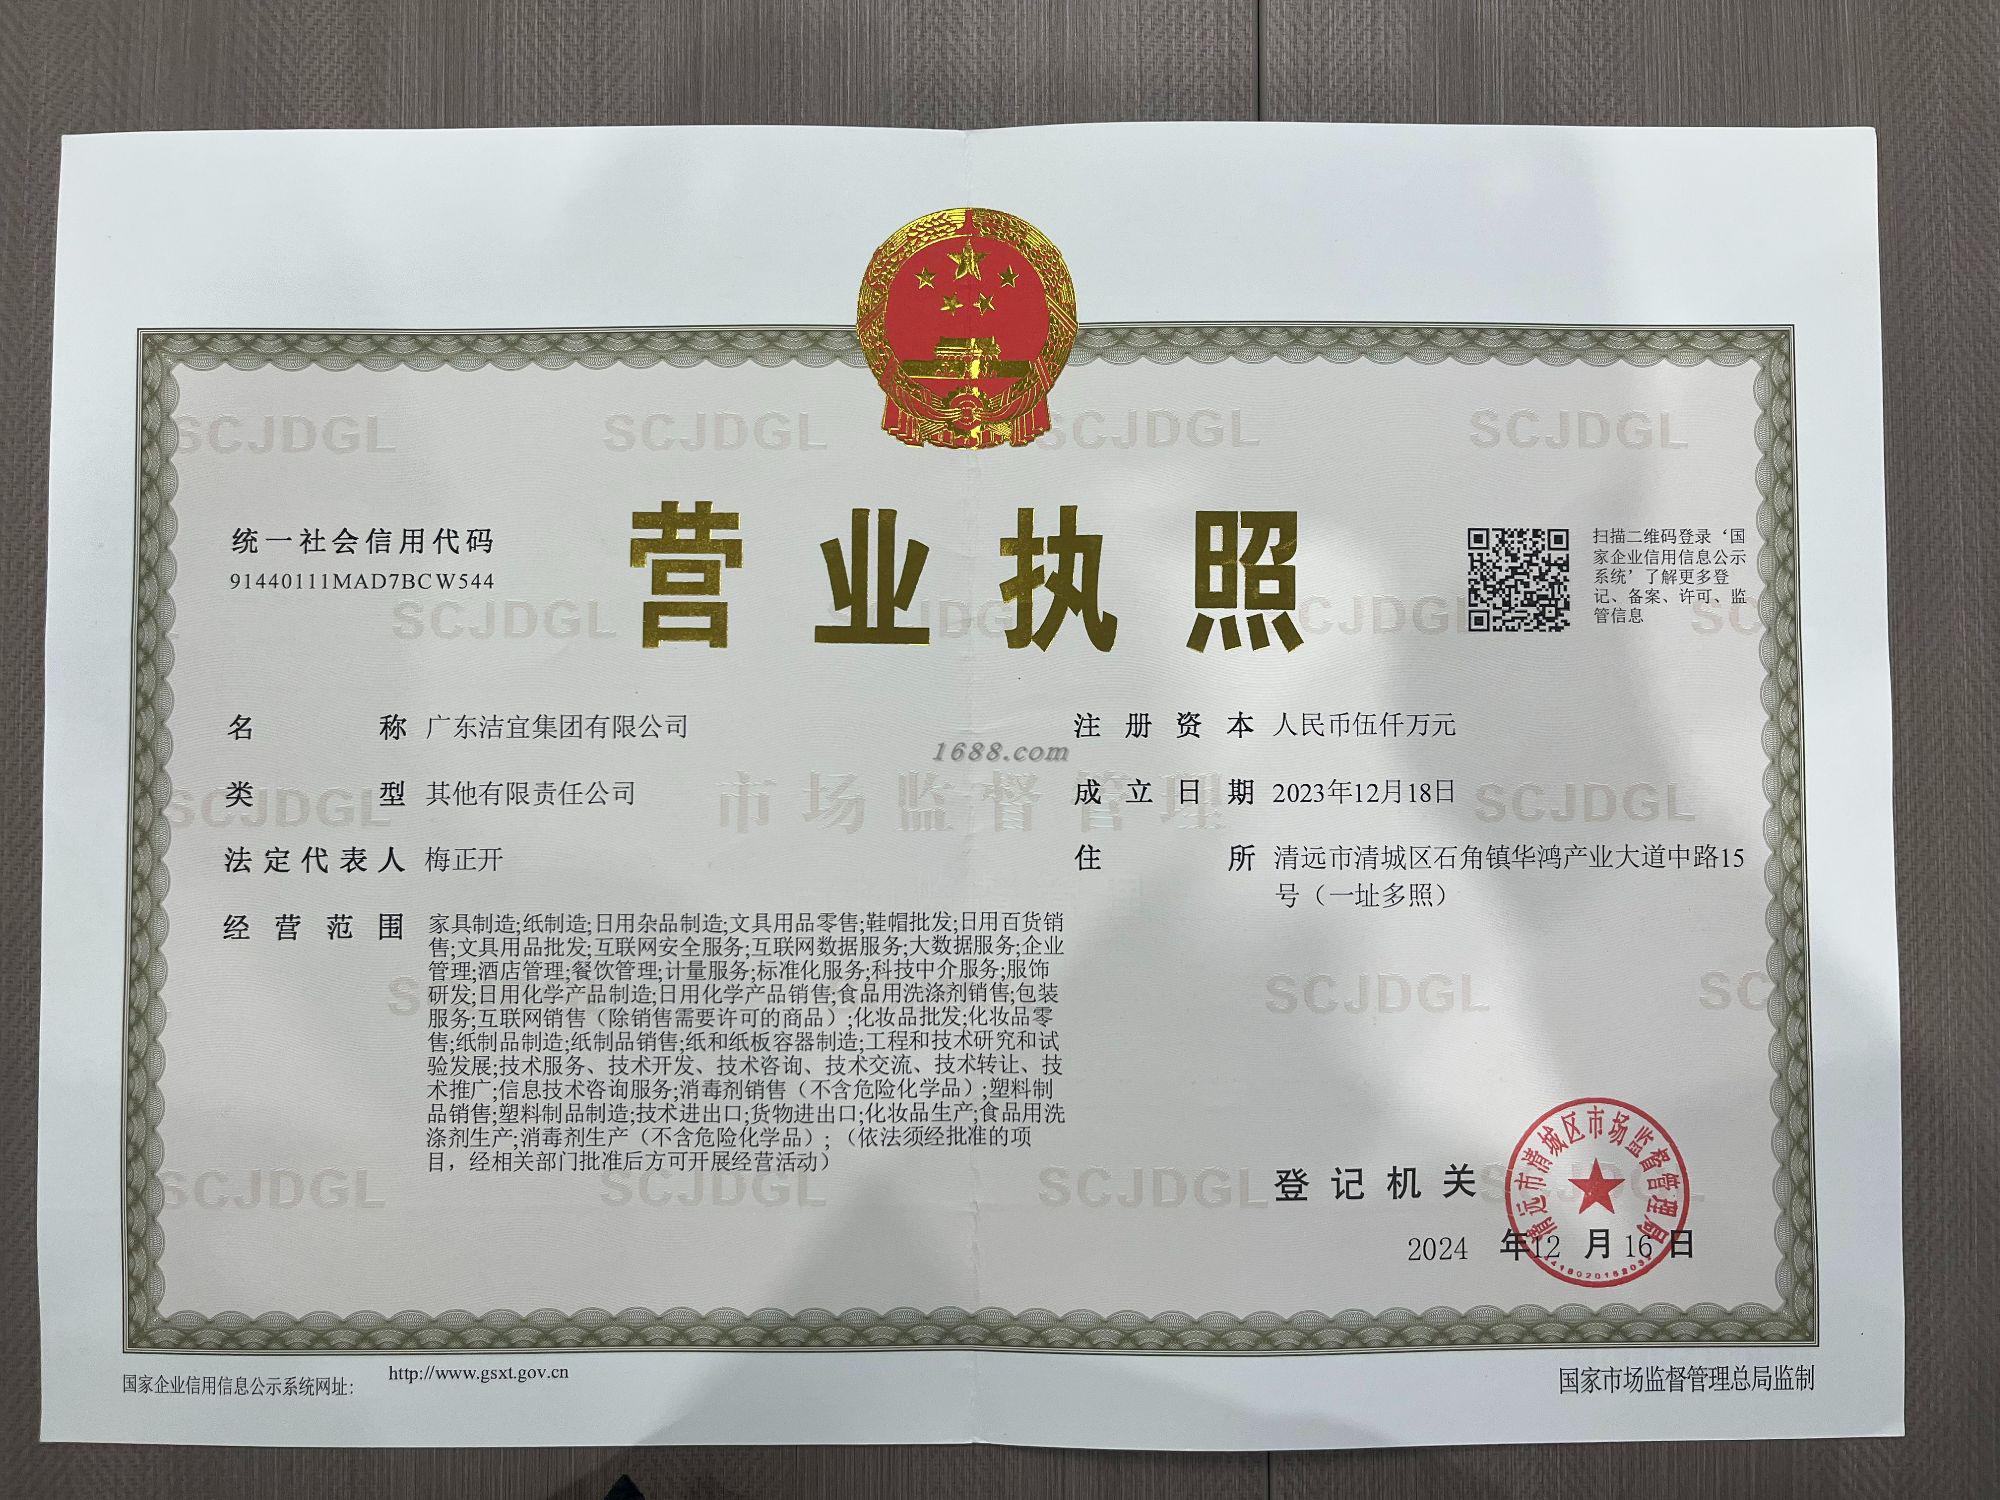 SCJDGL SCJDGL SCJDGL SCJDGL
营业执照
统一社会信用代码
91440111MAD7BCW544
扫描二维码登录‘国
家企业信用信息公示
系统’了解更多登
记、备案、许可、监
管信息
SCJDGL
名称 广东洁宜集团有限公司
类型 其他有限责任公司
法定代表人 梅正开
经营范围 家具制造;纸制造;日用杂品制造;文具用品零售;鞋帽批发;日用百货销
售;文具用品批发;互联网安全服务;互联网数据服务;大数据服务;企业
管理;酒店管理;餐饮管理;计量服务;标准化服务;科技中介服务;服饰
研发;日用化学产品制造;日用化学产品销售;食品用洗涤剂销售;包装
服务;互联网销售（除销售需要许可的商品）;化妆品批发;化妆品零
售;纸制品制造;纸制品销售;纸和纸板容器制造;工程和技术研究和试
验发展;技术服务、技术开发、技术咨询、技术交流、技术转让、技
术推广;信息技术咨询服务;消毒剂销售（不含危险化学品）;塑料制
品销售;塑料制品制造;技术进出口;货物进出口;化妆品生产;食品用洗
涤剂生产;消毒剂生产（不含危险化学品）;（依法须经批准的项
目，经相关部门批准后方可开展经营活动）
注册资本 人民币伍仟万元
成立日期 2023年12月18日
住所 清远市清城区石角镇华鸿产业大道中路15
号（一址多照）
1688.com
市场监督管理
SCJDGL SCJDGL
SCJDGL
SCJDGL SCJDGL SCJDGL
登记机关
清远市清城区市场监督管理局
2024 年12 月16 日
国家企业信用信息公示系统网址: http://www.gsxt.gov.cn
国家市场监督管理总局监制